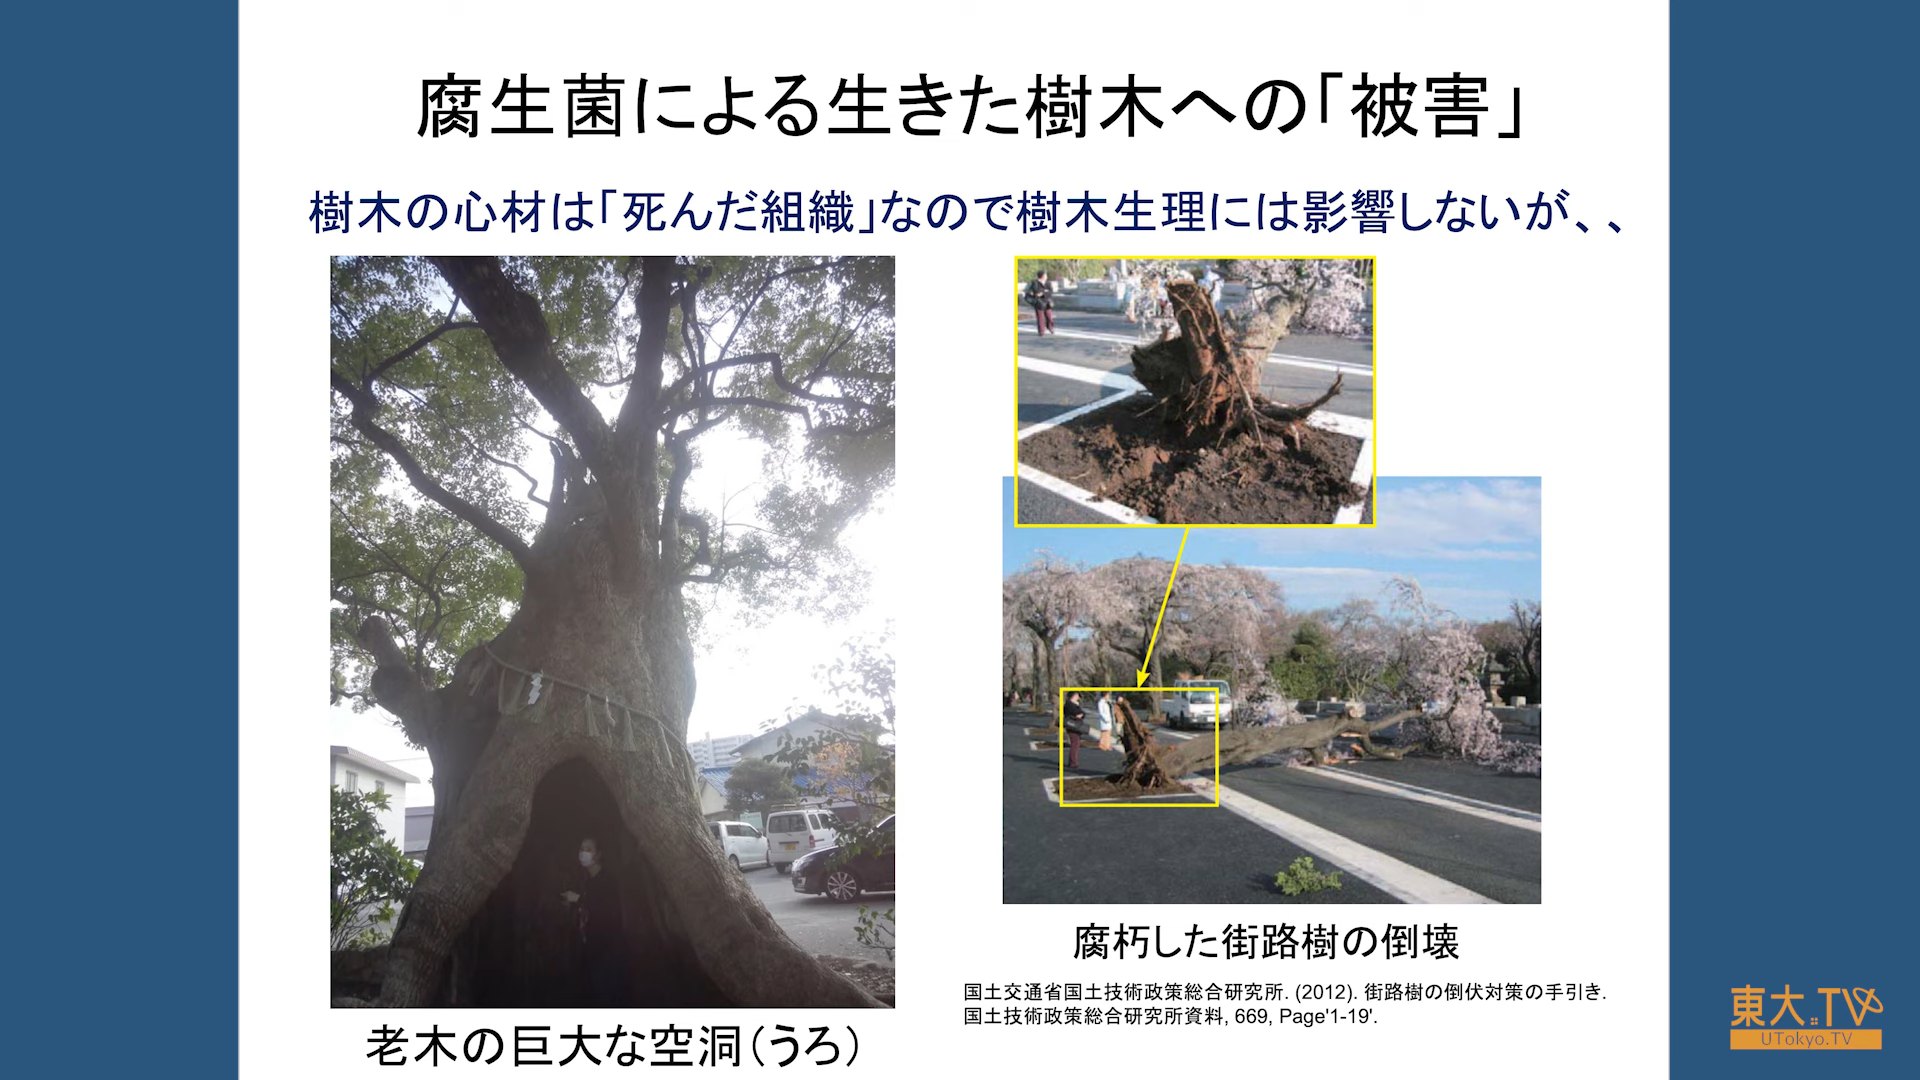 腐生菌による生きた樹木への「被害」
樹木の心材は「死んだ組織」なので樹木生理には影響しないが、、
腐朽した街路樹の倒壊
国土交通省国土技術政策総合研究所. (2012). 街路樹の倒伏対策の手引き.
国土技術政策総合研究所資料, 669, Page'1-19'.
老木の巨大な空洞（うろ）
東大.TV
UTokyo.TV